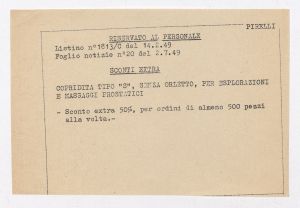 PIRELLI
RISERVATO AL PERSONALE
Listino n°1813/C del 14.2.49
Foglio notizie n°20 del 2.7.49
SCONTI EXTRA
COPRIDITA TIPO "2", SENZA ORLETTO, PER ESPLORAZIONI
E MASSAGGI PROSTATICI
- Sconto extra 50%, per ordini di almeno 500 pezzi
alla volta.-